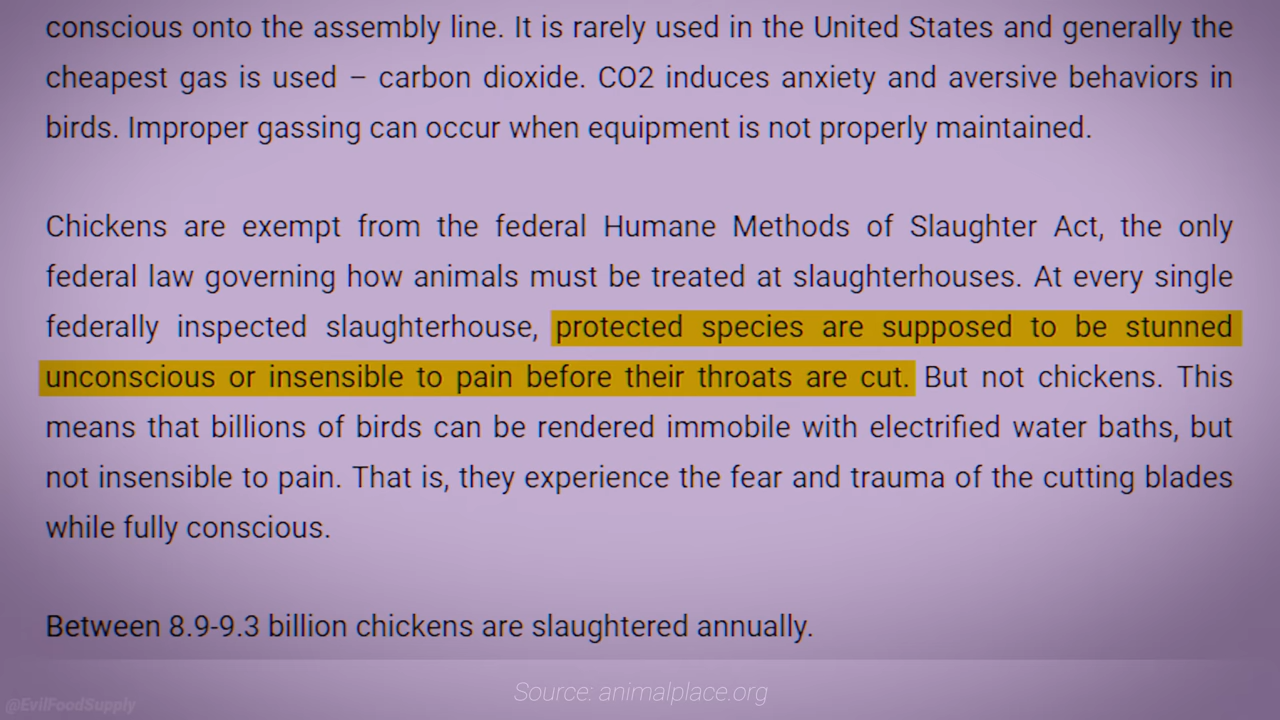 conscious onto the assembly line. It is rarely used in the United States and generally the
cheapest gas is used – carbon dioxide. CO2 induces anxiety and aversive behaviors in
birds. Improper gassing can occur when equipment is not properly maintained.
Chickens are exempt from the federal Humane Methods of Slaughter Act, the only
federal law governing how animals must be treated at slaughterhouses. At every single
federally inspected slaughterhouse, protected species are supposed to be stunned
unconscious or insensible to pain before their throats are cut. But not chickens. This
means that billions of birds can be rendered immobile with electrified water baths, but
not insensible to pain. That is, they experience the fear and trauma of the cutting blades
while fully conscious.
Between 8.9-9.3 billion chickens are slaughtered annually.
Source: animalplace.org
@EvilFoodSupply